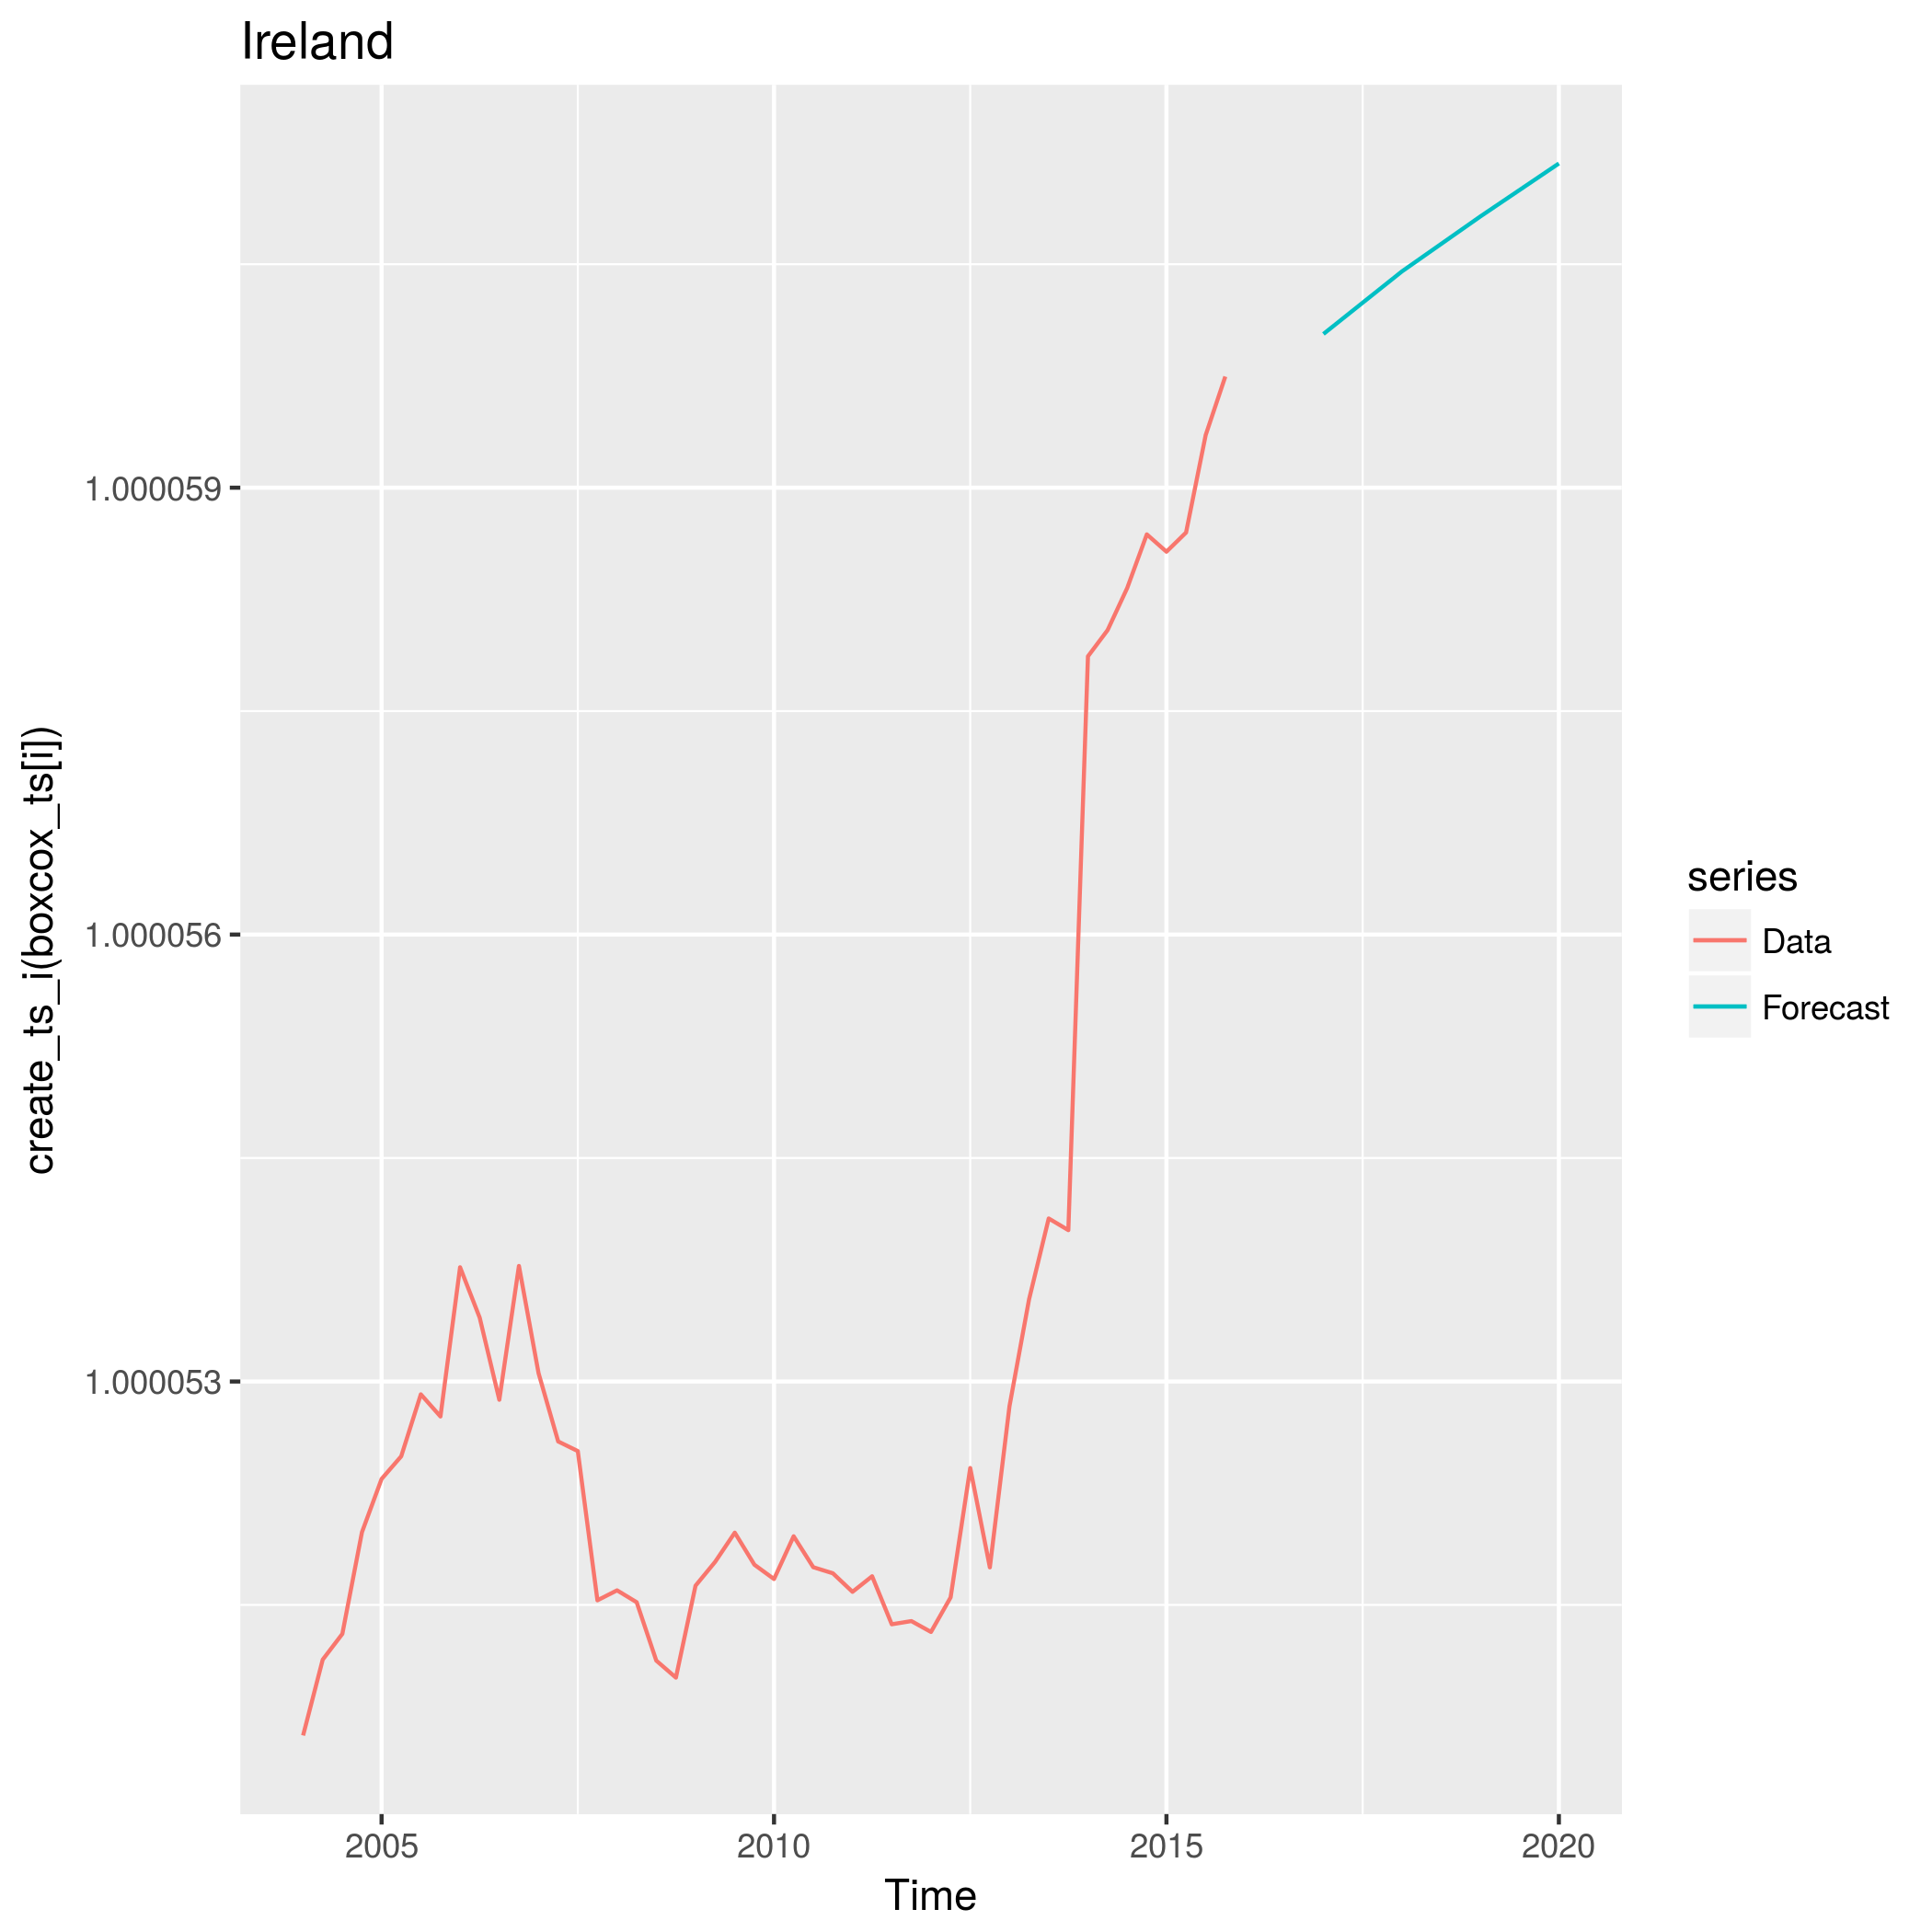 Ireland
create_ts_i(boxcox_ts[i])
1.000059
1.000056
1.000053
2005
2010
2015
2020
Time
series
Data
Forecast